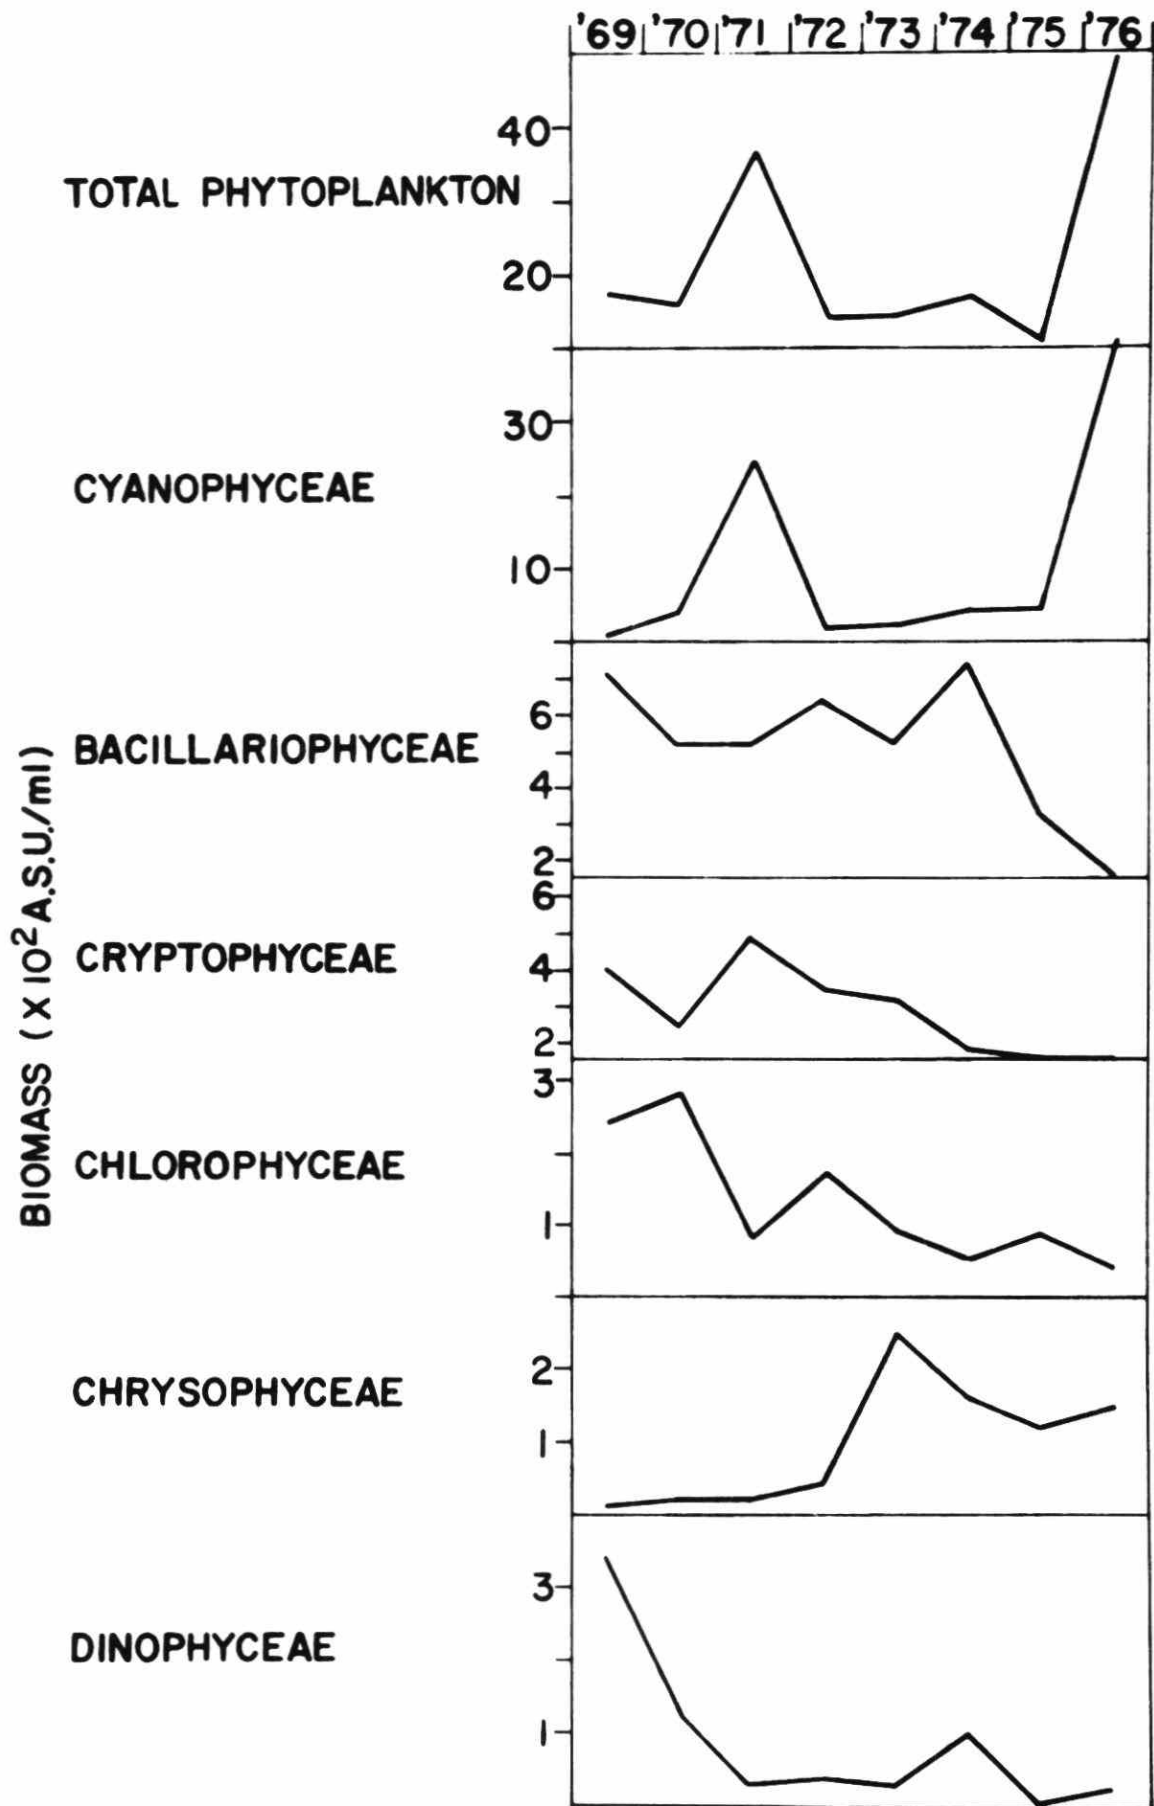 '69 '70 '71 '72 '73 '74 '75 '76
40
TOTAL PHYTOPLANKTON
20
30
CYANOPHYCEAE
10
6
BACILLARIOPHYCEAE
4
2
6
CRYPTOPHYCEAE
4
2
3
CHLOROPHYCEAE
1
2
CHRYSOPHYCEAE
1
3
DINOPHYCEAE
1
BIOMASS (X 10² A.S.U./ml)